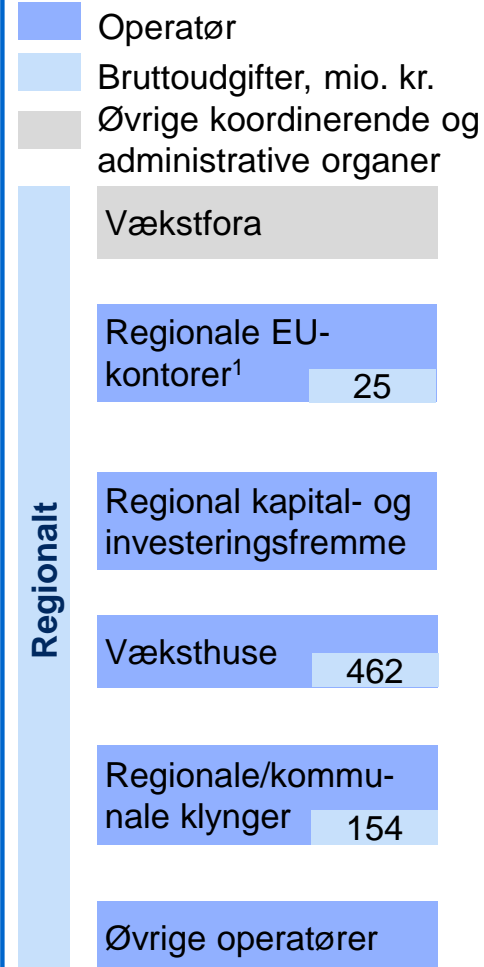 Operatør
Bruttoudgifter, mio. kr.
Øvrige koordinerende og
administrative organer
Regionalt
Vækstfora
Regionale EU-
kontorer¹
25
Regional kapital- og
investeringsfremme
Væksthuse
462
Regionale/kommu-
nale klynger
154
Øvrige operatører